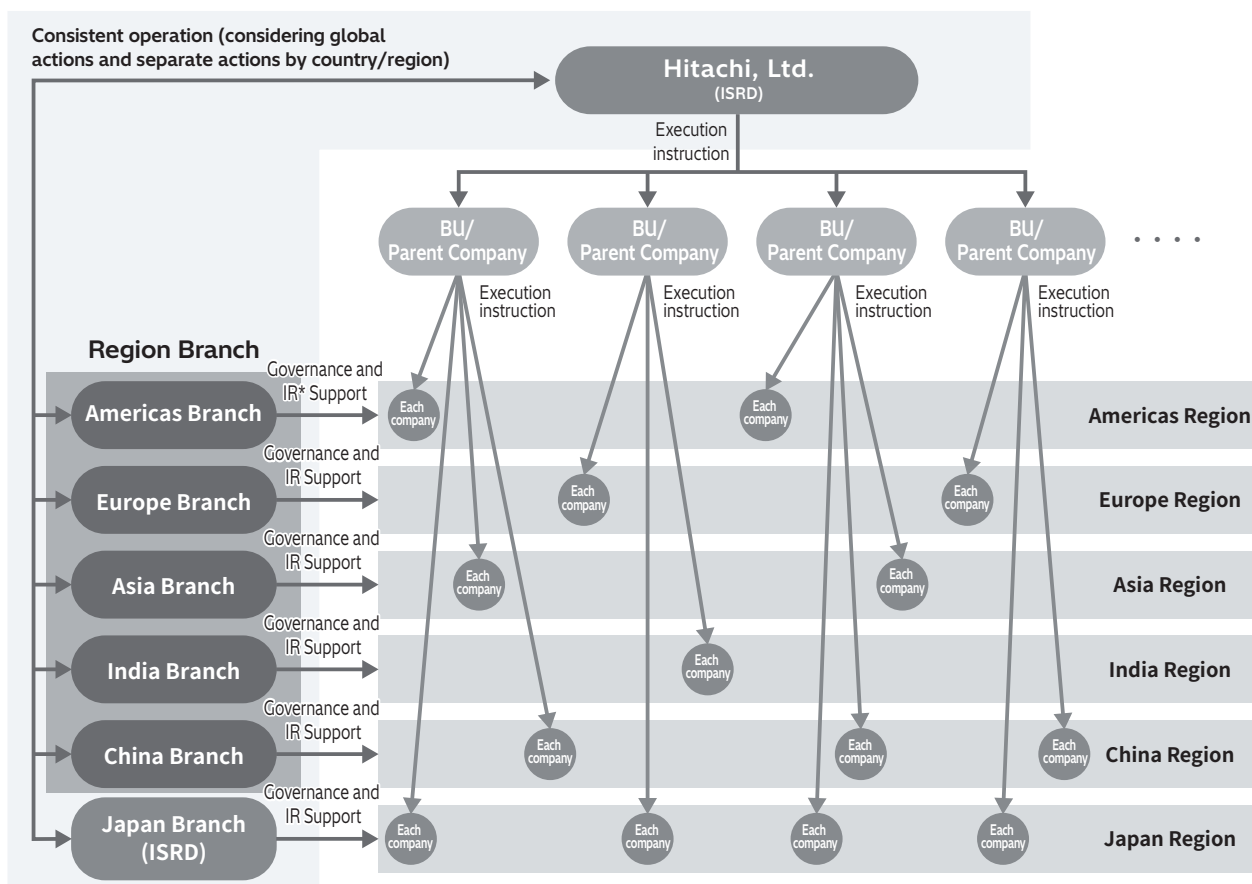 Consistent operation (considering global
actions and separate actions by country/region)
Hitachi, Ltd.
(ISRD)
Execution
instruction
BU/
Parent Company
BU/
Parent Company
BU/
Parent Company
BU/
Parent Company
. . . .
Execution
instruction
Execution
instruction
Execution
instruction
Execution
instruction
Region Branch
Governance and
IR* Support
Americas Branch
Each
company
Each
company
Americas Region
Governance and
IR Support
Europe Branch
Each
company
Each
company
Europe Region
Governance and
IR Support
Asia Branch
Each
company
Each
company
Asia Region
Governance and
IR Support
India Branch
Each
company
India Region
Governance and
IR Support
China Branch
Each
company
Each
company
Each
company
China Region
Governance and
IR Support
Japan Branch
(ISRD)
Each
company
Each
company
Each
company
Each
company
Japan Region